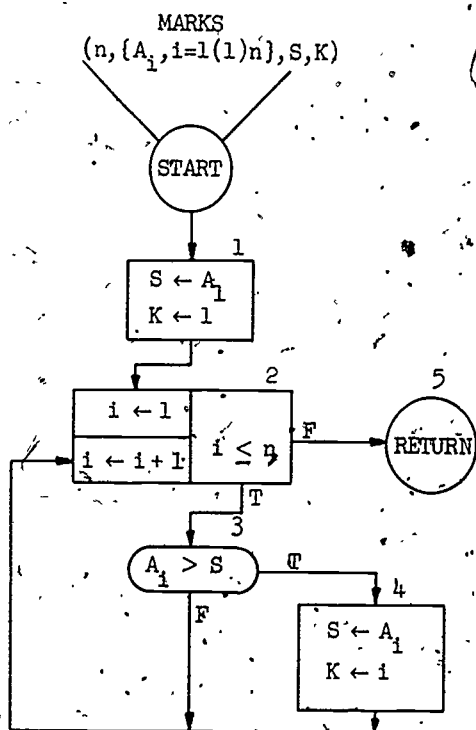 MARKS
(n,{A_i,i=1(1)n},S,K)
START
1
S ← A_1
K ← 1
2
i ← 1
i ← i+1
i ≤ n
F
5
RETURN
T
3
A_i > S
T
F
4
S ← A_i
K ← i